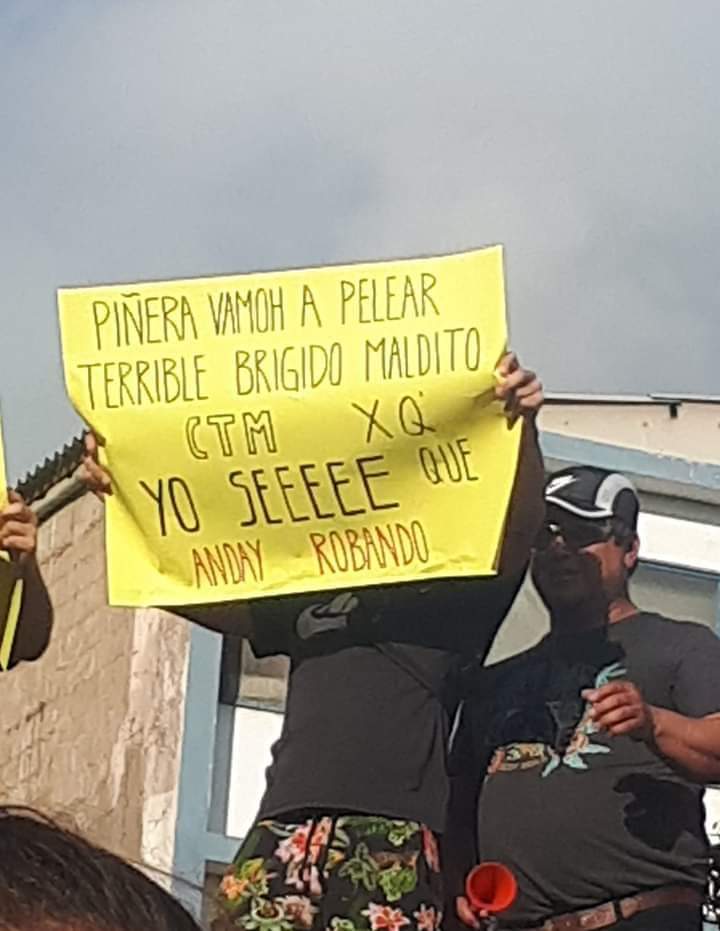 PIÑERA VAMOH A PELEAR
TERRIBLE BRIGIDO MALDITO
CTM XQ'
YO SEEEEE QUE
ANDAY ROBANDO